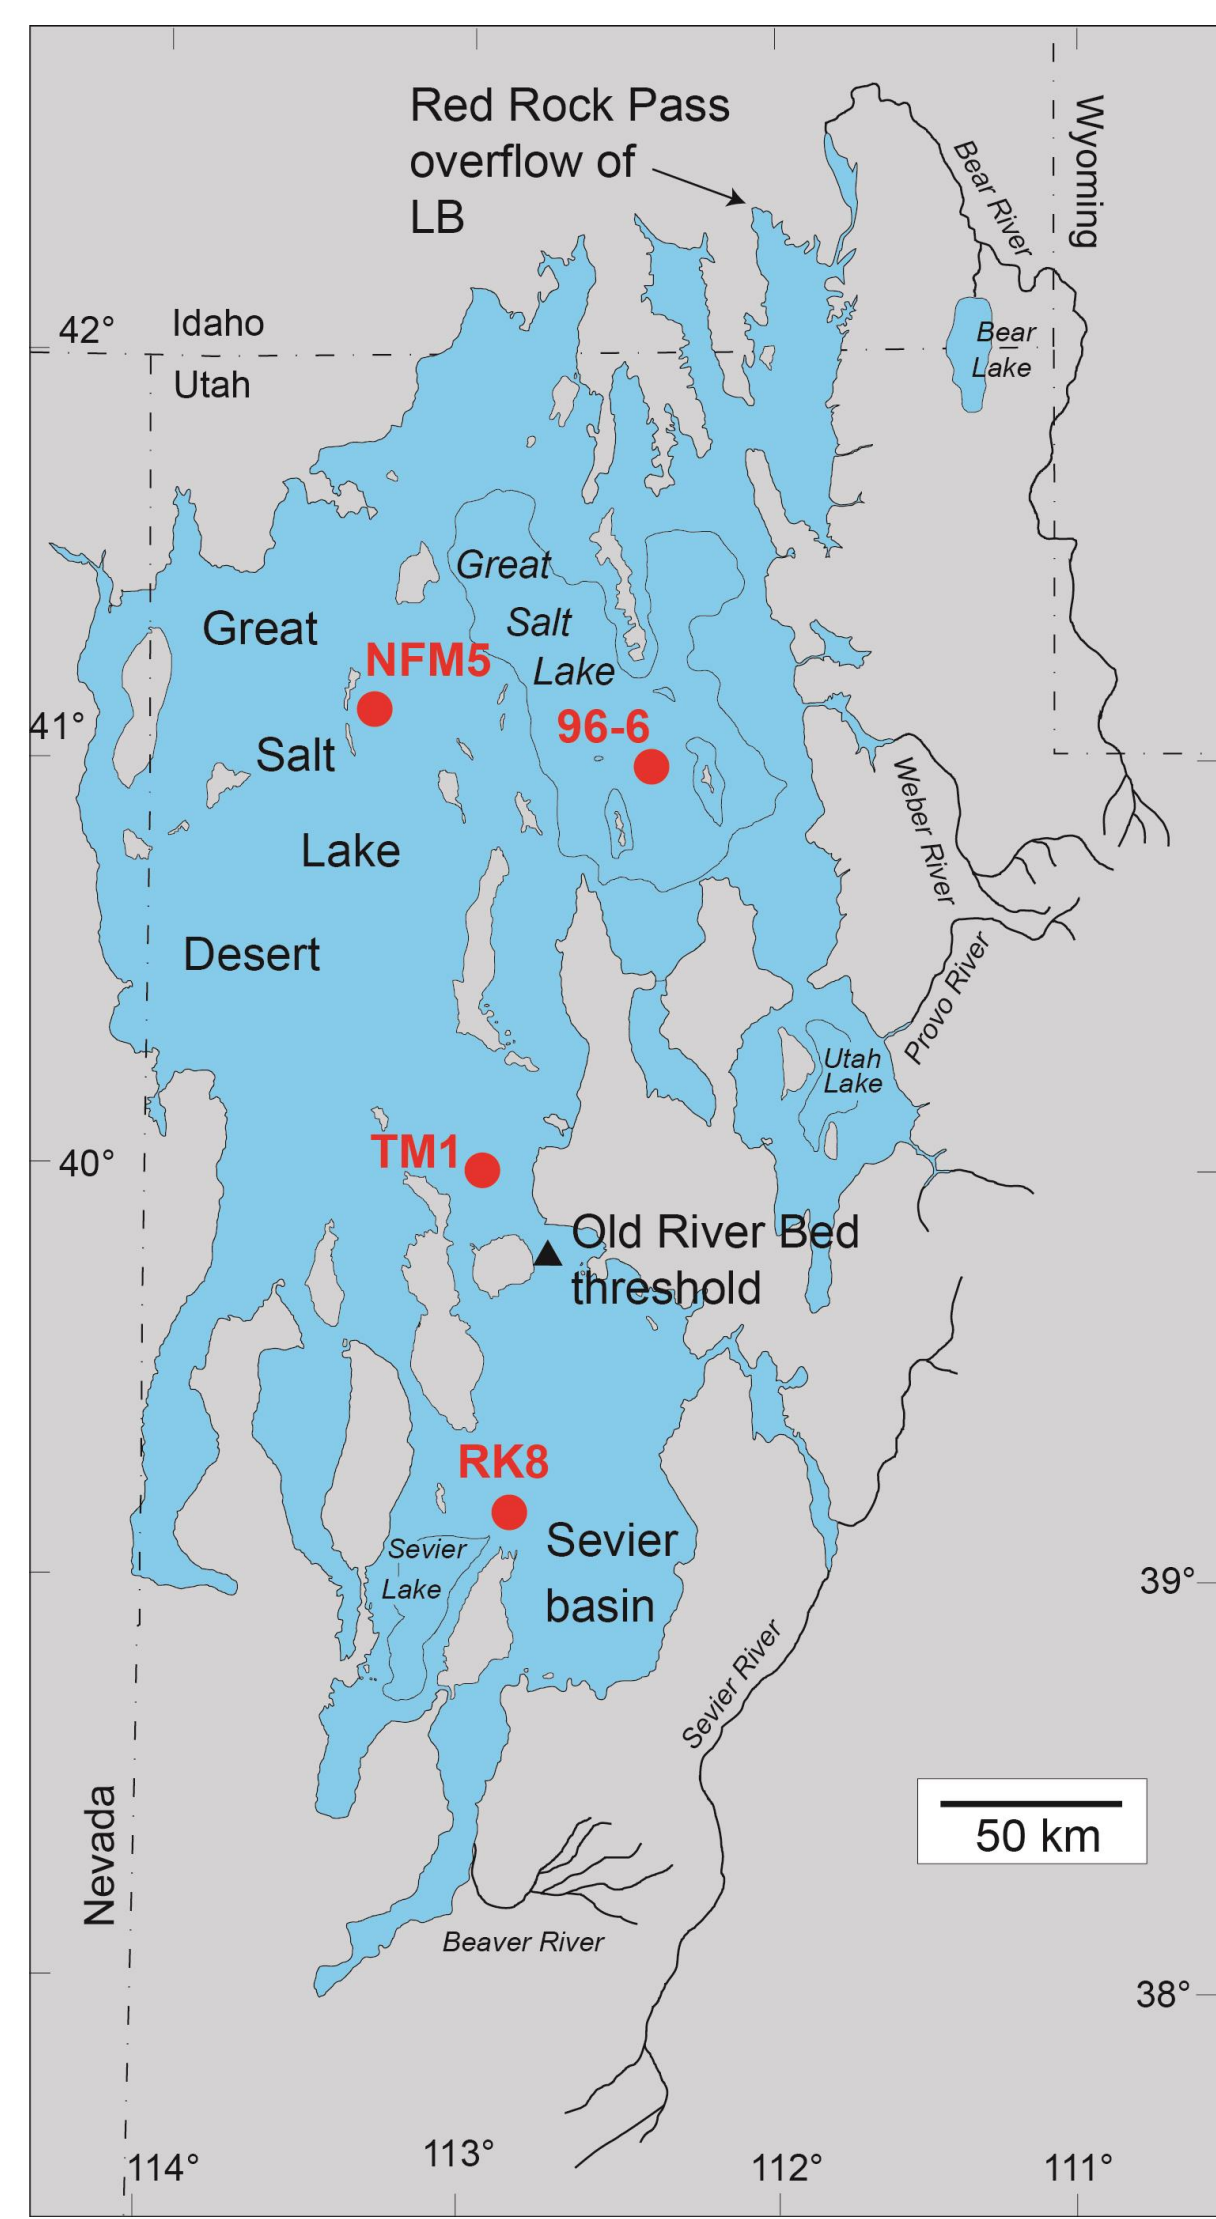 Red Rock Pass
overflow of
LB
Wyoming
Bear River
42°
Idaho
Utah
Bear
Lake
Great
Salt
Lake
Great
NFM5
41°
Salt
96-6
Weber River
Lake
Desert
Provo River
Utah
Lake
TM1
40°
Old River Bed
threshold
RK8
Sevier
basin
Sevier
Lake
39°
Sevier River
50 km
Nevada
Beaver River
38°
114°
113°
112°
111°